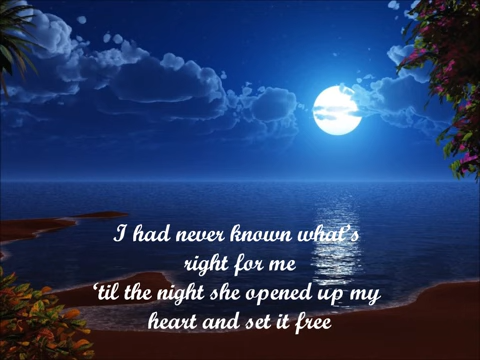 I had never known what's
right for me
'til the night she opened up my
heart and set it free